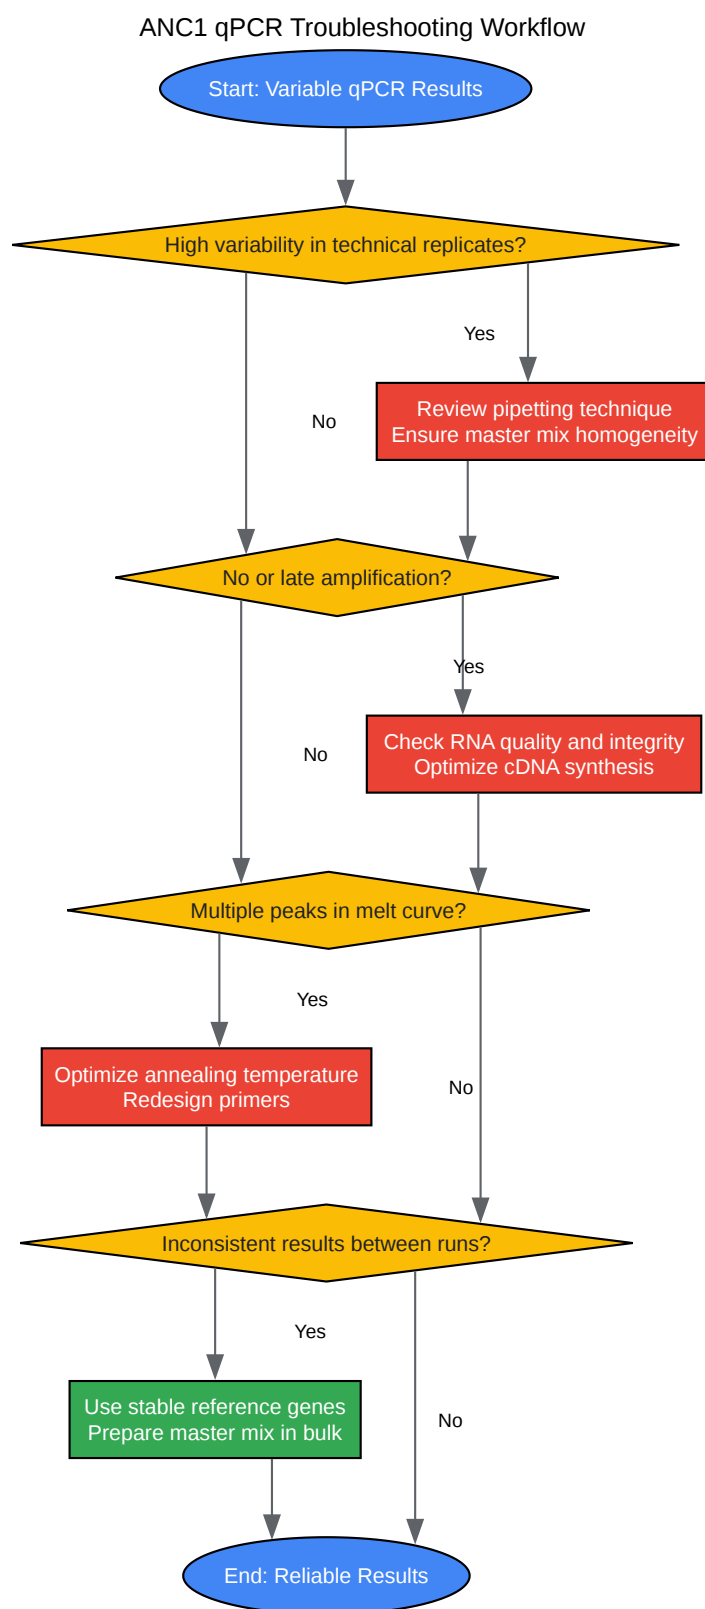 ANC1 qPCR Troubleshooting Workflow
Start: Variable qPCR Results
High variability in technical replicates?
Yes
Review pipetting technique
Ensure master mix homogeneity
No
No or late amplification?
Yes
Check RNA quality and integrity
Optimize cDNA synthesis
No
Multiple peaks in melt curve?
Yes
Optimize annealing temperature
Redesign primers
No
Inconsistent results between runs?
Yes
Use stable reference genes
Prepare master mix in bulk
No
End: Reliable Results